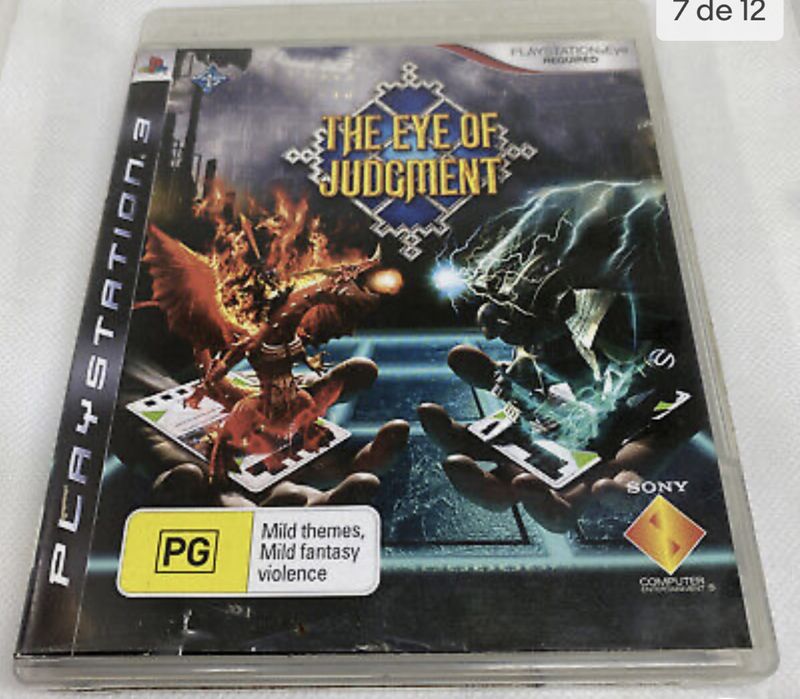 7 de 12
PLAYSTATION®Eye
REQUIRED
PLAYSTATION 3
THE EYE OF
JUDGMENT
PG
Mild themes,
Mild fantasy
violence
SONY
COMPUTER
ENTERTAINMENT®